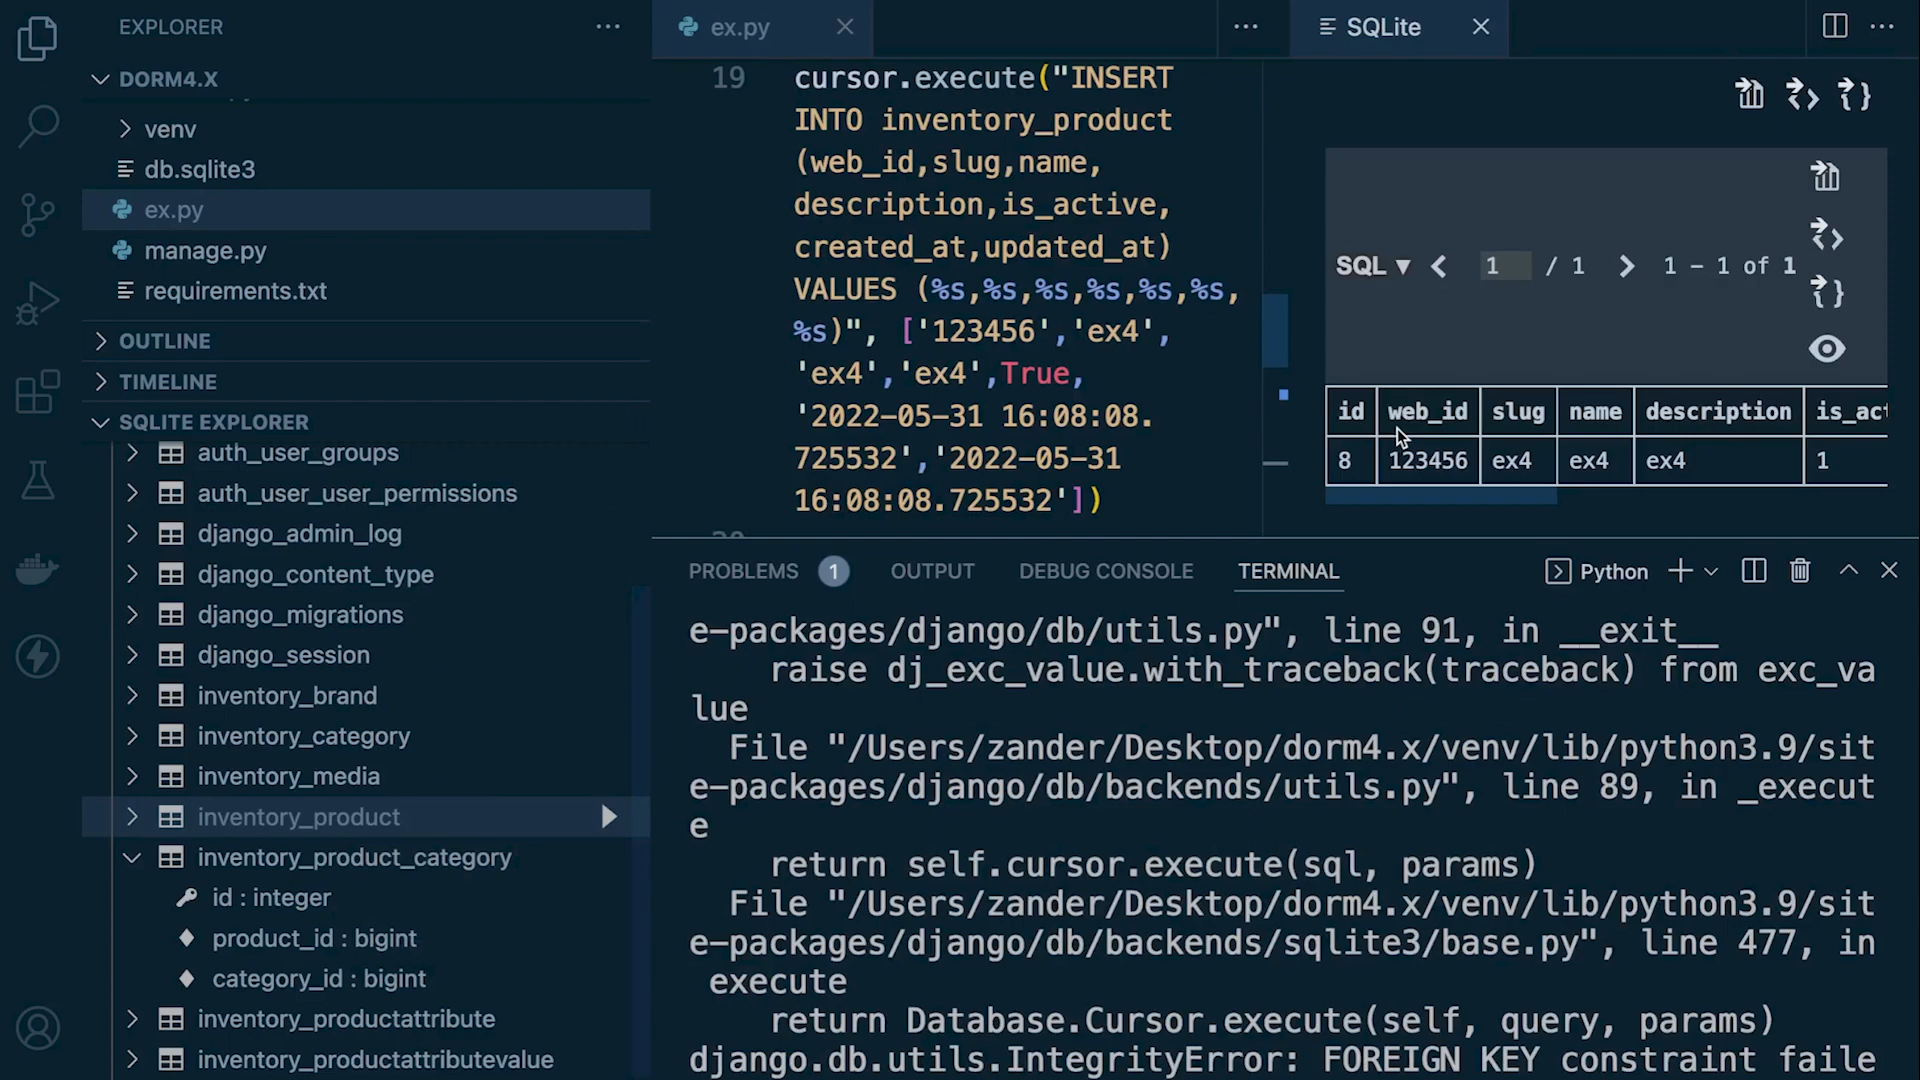 EXPLORER
DORM4.X
venv
db.sqlite3
ex.py
manage.py
requirements.txt
OUTLINE
TIMELINE
SQLITE EXPLORER
auth_user_groups
auth_user_user_permissions
django_admin_log
django_content_type
django_migrations
django_session
inventory_brand
inventory_category
inventory_media
inventory_product
inventory_product_category
id : integer
product_id : bigint
category_id : bigint
inventory_productattribute
inventory_productattributevalue
ex.py
19 cursor.execute("INSERT
INTO inventory_product
(web_id,slug,name,
description,is_active,
created_at,updated_at)
VALUES (%s,%s,%s,%s,%s,%s,
%s)", ['123456','ex4',
'ex4','ex4',True,
'2022-05-31 16:08:08.
725532','2022-05-31
16:08:08.725532'])
SQLite
SQL ▼ < 1 / 1 > 1 - 1 of 1
id web_id slug name description is_act
8 123456 ex4 ex4 ex4 1
PROBLEMS 1 OUTPUT DEBUG CONSOLE TERMINAL Python
e-packages/django/db/utils.py", line 91, in __exit__
raise dj_exc_value.with_traceback(traceback) from exc_va
lue
File "/Users/zander/Desktop/dorm4.x/venv/lib/python3.9/sit
e-packages/django/db/backends/utils.py", line 89, in _execut
e
return self.cursor.execute(sql, params)
File "/Users/zander/Desktop/dorm4.x/venv/lib/python3.9/sit
e-packages/django/db/backends/sqlite3/base.py", line 477, in
execute
return Database.Cursor.execute(self, query, params)
django.db.utils.IntegrityError: FOREIGN KEY constraint faile